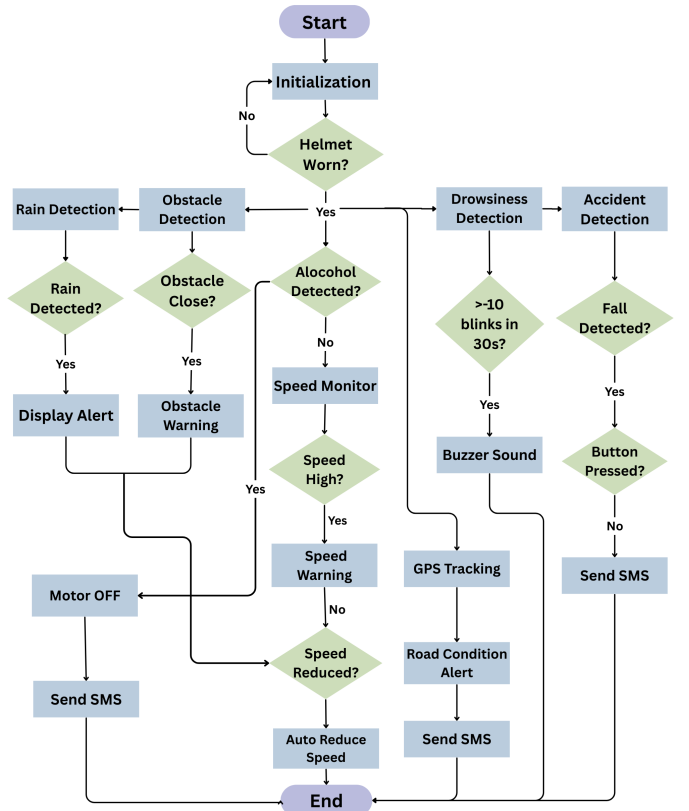 Start
Initialization
No
Helmet
Worn?
Rain Detection
Obstacle
Detection
Yes
Drowsiness
Detection
Accident
Detection
Rain
Detected?
Obstacle
Close?
Alocohol
Detected?
>-10
blinks in
30s?
Fall
Detected?
Yes
Yes
No
Yes
Yes
Display Alert
Obstacle
Warning
Speed Monitor
Buzzer Sound
Button
Pressed?
Speed
High?
Yes
Yes
No
Motor OFF
Speed
Warning
GPS Tracking
Send SMS
No
Send SMS
Speed
Reduced?
Road Condition
Alert
Auto Reduce
Speed
Send SMS
End